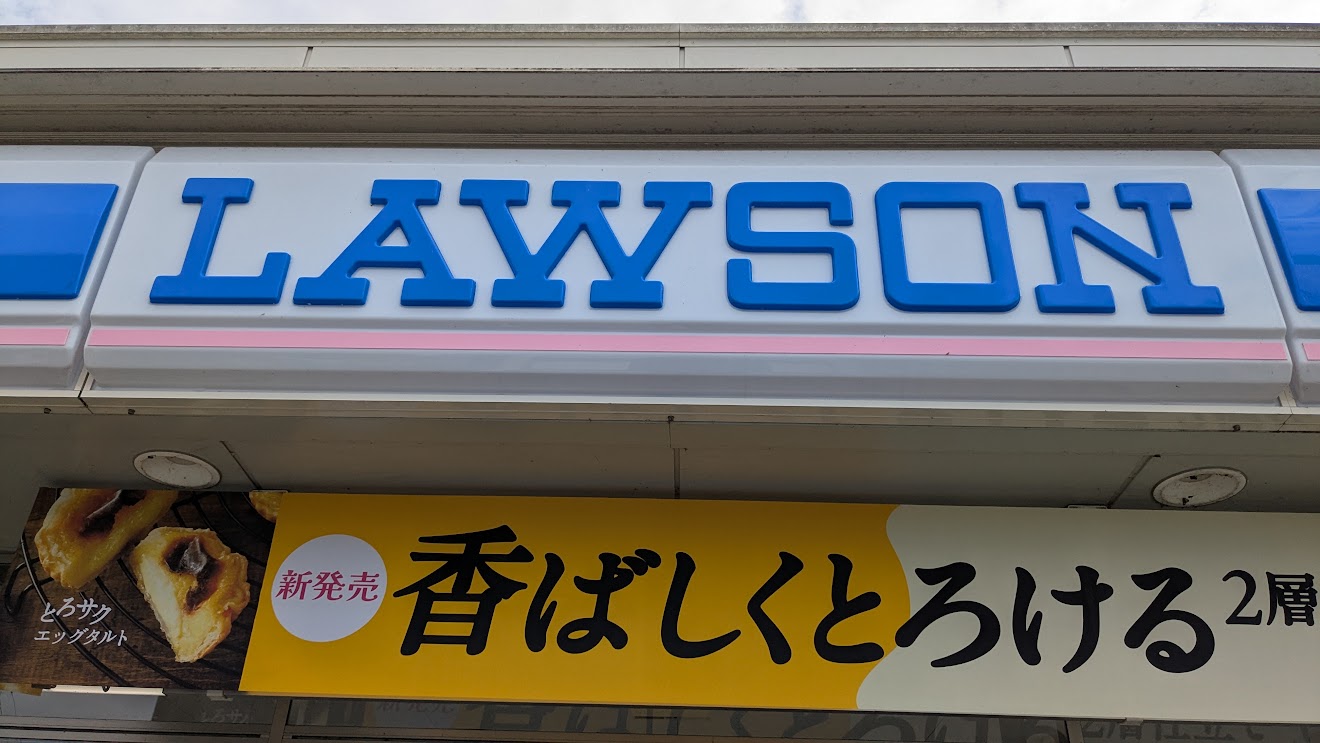 LAWSON
とろサク
エッグタルト
新発売
香ばしくとろける2層